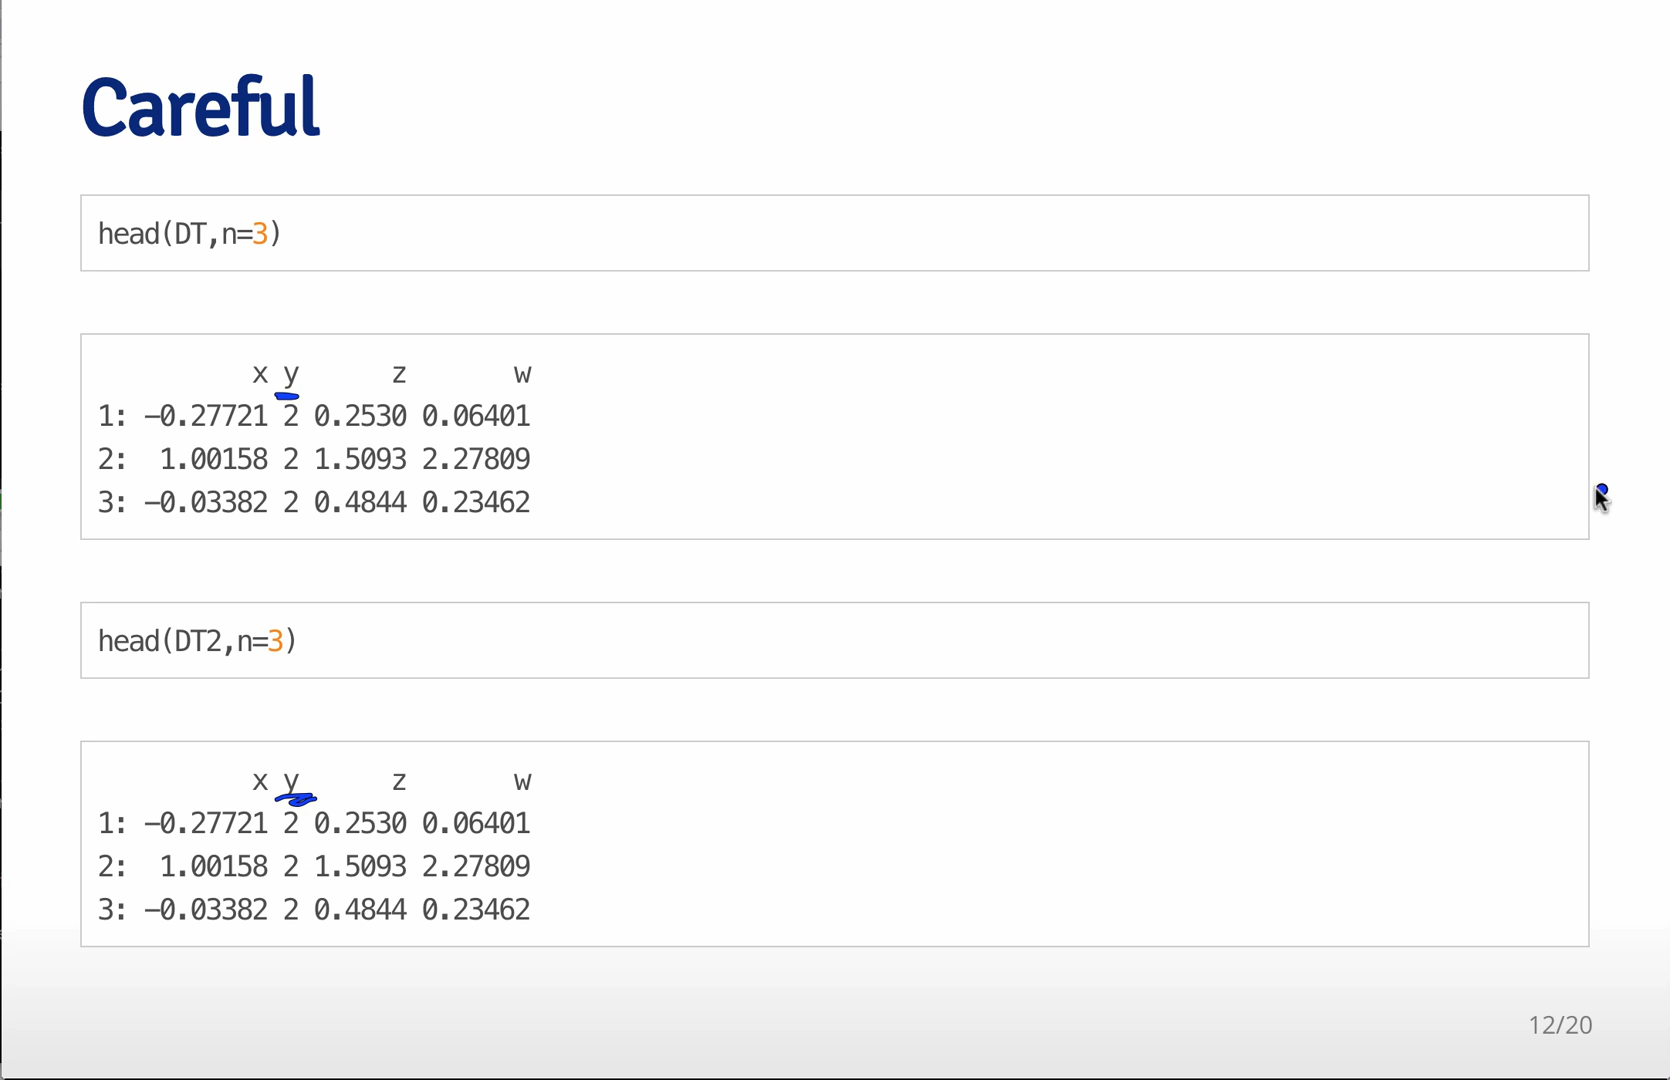 Careful
head(DT,n=3)
x y z w
1: −0.27721 2 0.2530 0.06401
2: 1.00158 2 1.5093 2.27809
3: −0.03382 2 0.4844 0.23462
head(DT2,n=3)
x y z w
1: −0.27721 2 0.2530 0.06401
2: 1.00158 2 1.5093 2.27809
3: −0.03382 2 0.4844 0.23462
12/20